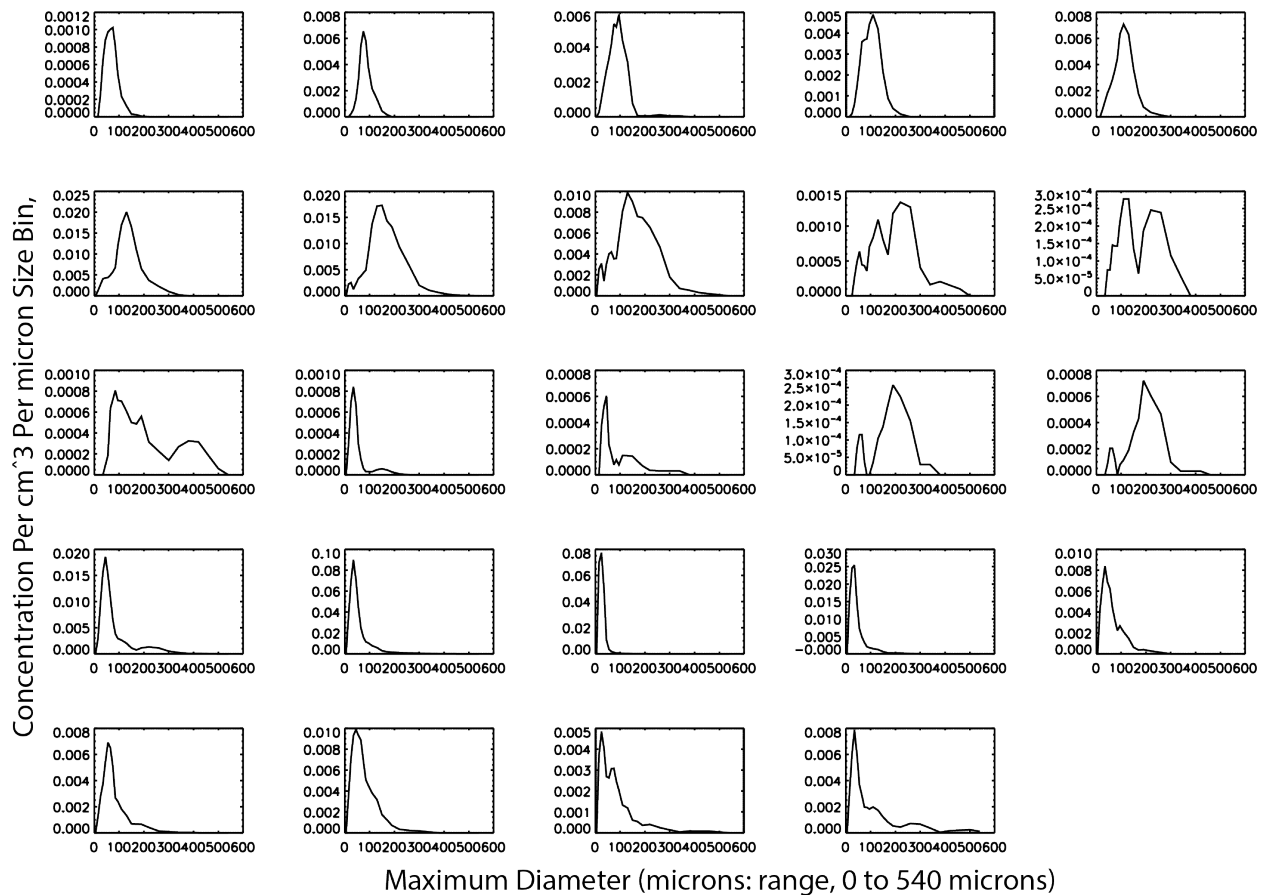 Concentration Per cm^3 Per micron Size Bin,
0.0012 0.008 0.006 0.005 0.008
0.0010 0.006 0.004 0.004 0.006
0.0008 0.004 0.002 0.003 0.004
0.0006 0.002 0.000 0.002 0.002
0.0004 0.000 0.001 0.000
0.0002 0.000
0.0000
0 100200300400500600 0 100200300400500600 0 100200300400500600 0 100200300400500600 0 100200300400500600
0.025 0.020 0.010 0.0015 3.0×10⁻⁴
0.020 0.015 0.008 0.0010 2.5×10⁻⁴
0.015 0.010 0.006 0.0005 2.0×10⁻⁴
0.010 0.005 0.004 0.0000 1.5×10⁻⁴
0.005 0.000 0.002 1.0×10⁻⁴
0.000 0.000 5.0×10⁻⁵
0
0 100200300400500600 0 100200300400500600 0 100200300400500600 0 100200300400500600 0 100200300400500600
0.0010 0.0010 0.0008 3.0×10⁻⁴ 0.0008
0.0008 0.0008 0.0006 2.5×10⁻⁴ 0.0006
0.0006 0.0006 0.0004 2.0×10⁻⁴ 0.0004
0.0004 0.0004 0.0002 1.5×10⁻⁴ 0.0002
0.0002 0.0002 0.0000 1.0×10⁻⁴ 0.0000
0.0000 0.0000 5.0×10⁻⁵
0
0 100200300400500600 0 100200300400500600 0 100200300400500600 0 100200300400500600 0 100200300400500600
0.020 0.10 0.08 0.030 0.010
0.015 0.08 0.06 0.025 0.008
0.010 0.06 0.04 0.020 0.006
0.005 0.04 0.02 0.015 0.004
0.000 0.02 0.00 0.010 0.002
0.00 0.005 0.000
−0.000
0 100200300400500600 0 100200300400500600 0 100200300400500600 0 100200300400500600 0 100200300400500600
0.008 0.010 0.005 0.008
0.006 0.008 0.004 0.006
0.004 0.006 0.003 0.004
0.002 0.004 0.002 0.002
0.000 0.002 0.001 0.000
0.000 0.000
0 100200300400500600 0 100200300400500600 0 100200300400500600 0 100200300400500600
Maximum Diameter (microns: range, 0 to 540 microns)